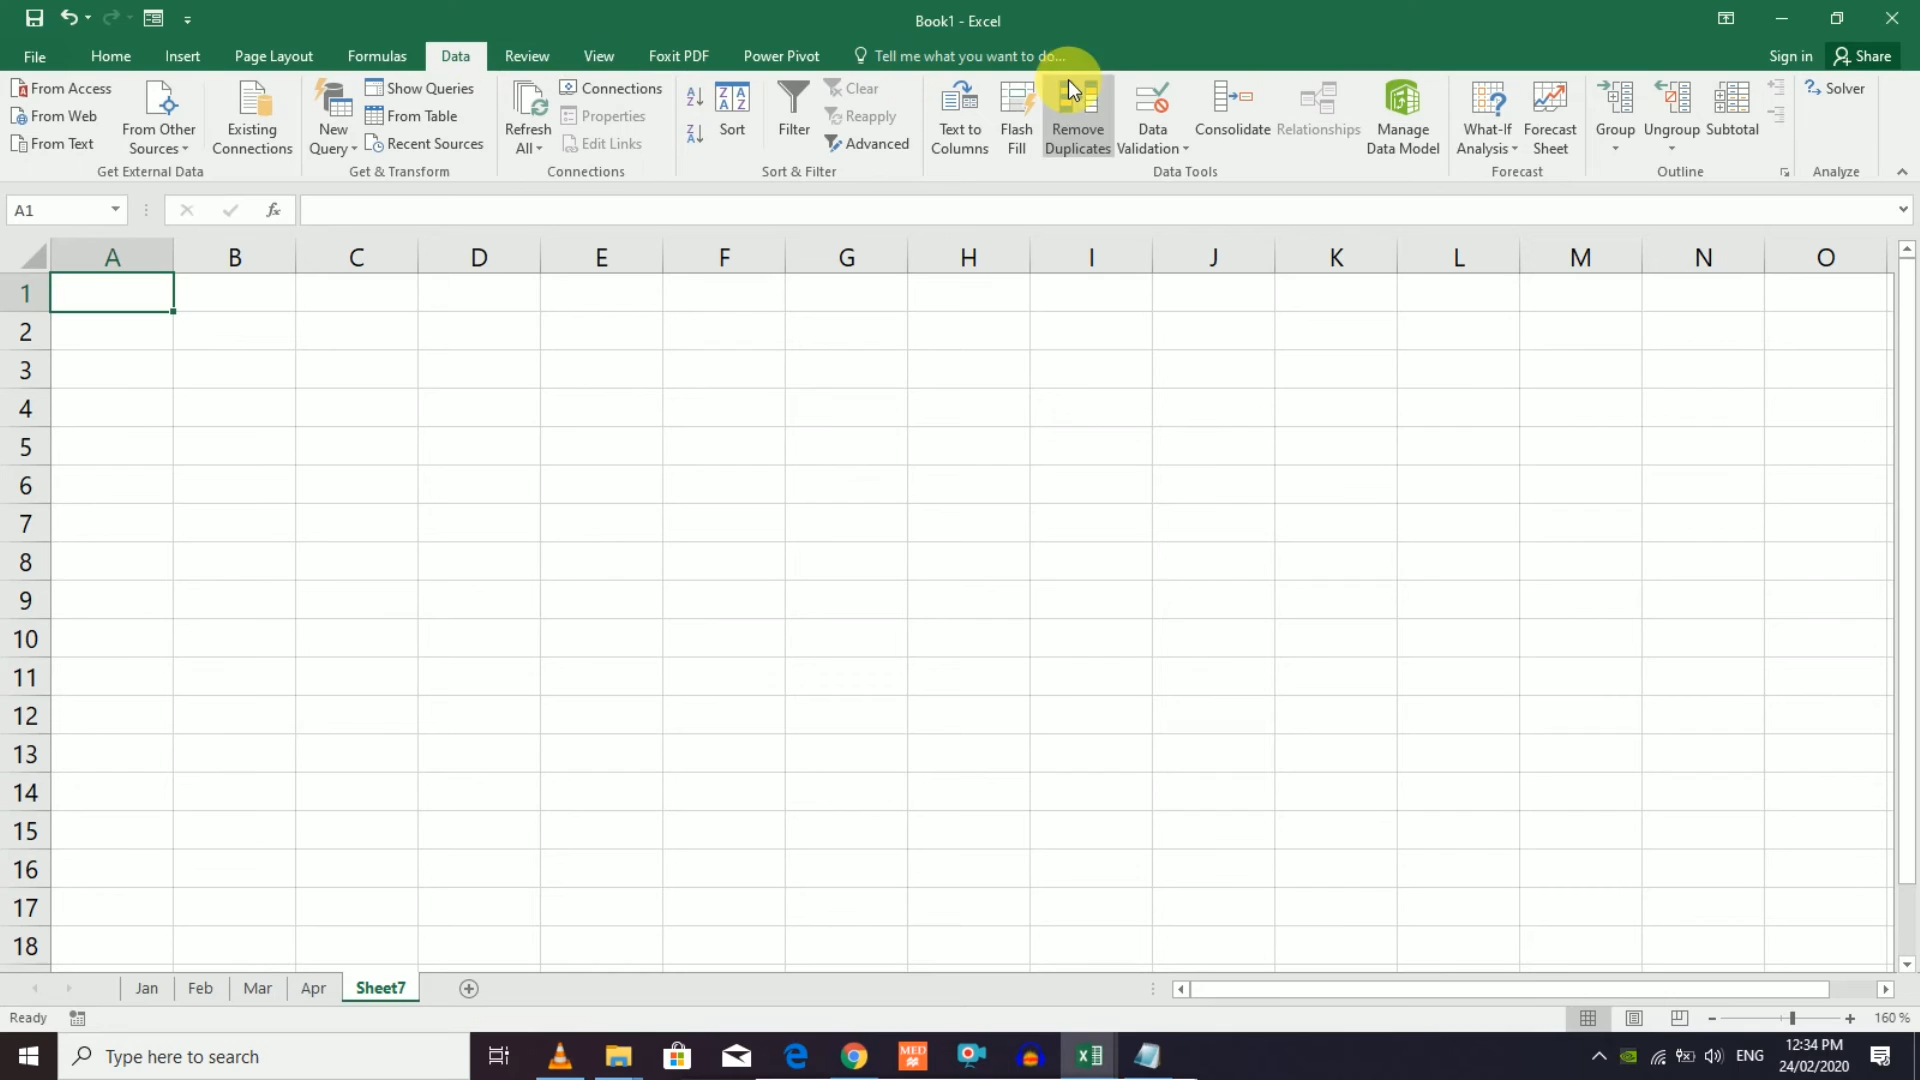 Book1 - Excel
File Home Insert Page Layout Formulas Data Review View Foxit PDF Power Pivot Tell me what you want to do... Sign in Share
From Access
From Web
From Text
From Other
Sources
Existing
Connections
Get External Data
New
Query
Show Queries
From Table
Recent Sources
Get & Transform
Refresh
All
Connections
Properties
Edit Links
Connections
Sort
Filter
Clear
Reapply
Advanced
Sort & Filter
Text to
Columns
Flash
Fill
Remove
Duplicates
Data
Validation
Consolidate
Relationships
Manage
Data Model
Data Tools
What-If
Analysis
Forecast
Sheet
Forecast
Group
Ungroup
Subtotal
Outline
Solver
Analyze
A1
fx
A B C D E F G H I J K L M N O
1
2
3
4
5
6
7
8
9
10
11
12
13
14
15
16
17
18
Jan Feb Mar Apr Sheet7
Ready
160 %
Type here to search
MED
ENG
12:34 PM
24/02/2020